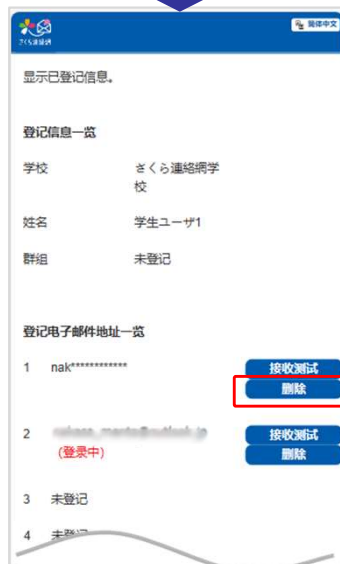 さくら連絡網
简体中文
显示已登记信息。
登记信息一览
学校 さくら連絡網学
校
姓名 学生ユーザ1
群组 未登记
登记电子邮件地址一览
1 nak************ 接收测试
删除
2 接收测试
(登录中) 删除
3 未登记
4 未登记